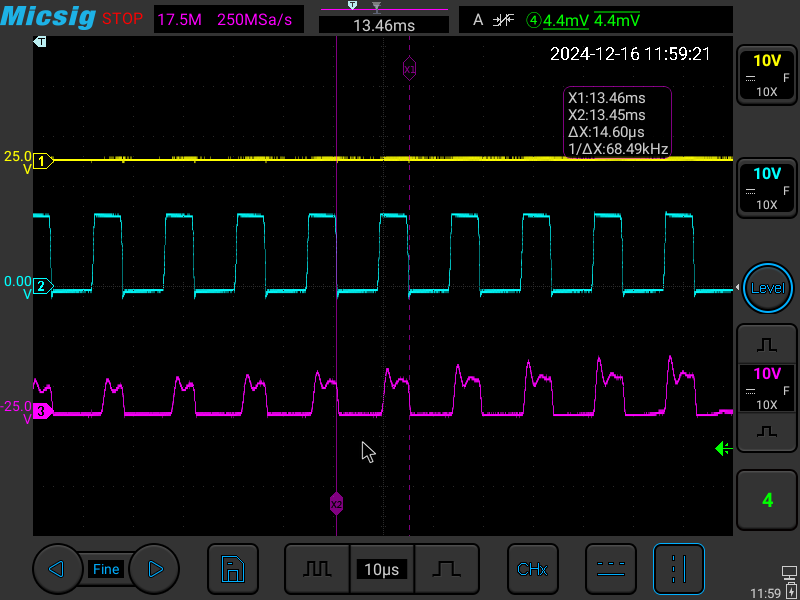 Micsig STOP 17.5M 250MSa/s 13.46ms A 4 4.4mV 4.4mV
T
2024-12-16 11:59:21
X1
X1:13.46ms
X2:13.45ms
ΔX:14.60μs
1/ΔX:68.49kHz
10V
F
10X
25.0
V
1
10V
F
10X
0.00
V
2
Level
10V
F
10X
-25.0
V
3
X2
4
Fine
10μs
CHx
11:59